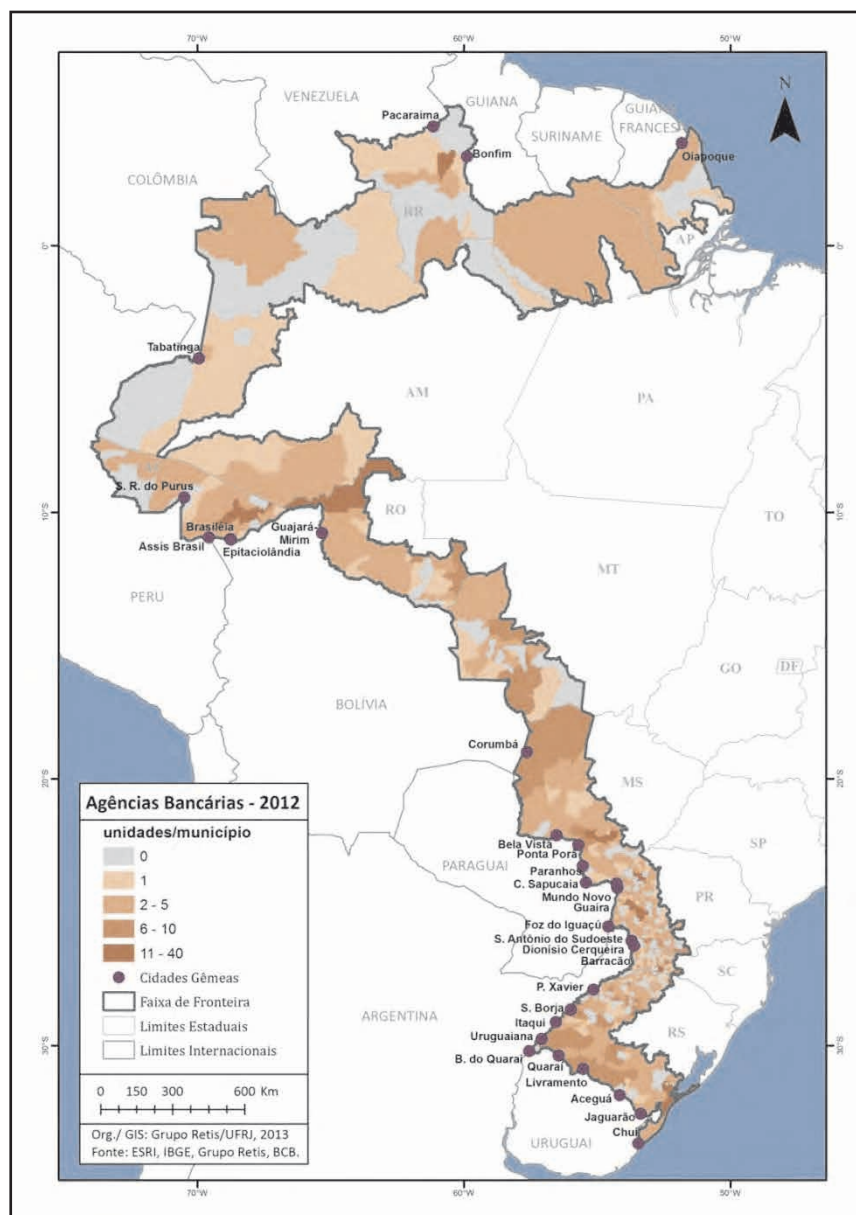 70°W
60°W
50°W
N
VENEZUELA
GUIANA
Pacaraima
SURINAME
GUIANA
FRANCESA
Bonfim
Oiapoque
COLÔMBIA
RR
0°
AP
0°
Tabatinga
AM
PA
S. R. do Purus
10°S
Brasiléia
Guajará-
Mirim
RO
10°S
TO
Assis Brasil
Epitaciolândia
MT
PERU
GO
DF
BOLÍVIA
Corumbá
20°S
MS
20°S
Agências Bancárias - 2012
unidades/município
0
1
2 - 5
6 - 10
11 - 40
Cidades Gêmeas
Faixa de Fronteira
Limites Estaduais
Limites Internacionais
0 150 300 600 Km
Org./ GIS: Grupo Retis/UFRJ, 2013
Fonte: ESRI, IBGE, Grupo Retis, BCB.
SP
Bela Vista
Ponta Porã
PARAGUAI
Paranhos
C. Sapucaia
Mundo Novo
Guaíra
PR
Foz do Iguaçú
S. Antônio do Sudoeste
Dionísio Cerqueira
Barracão
SC
P. Xavier
ARGENTINA
S. Borja
Itaqui
RS
Uruguaiana
30°S
B. do Quaraí
30°S
Quaraí
Livramento
Aceguá
Jaguarão
Chuí
URUGUAI